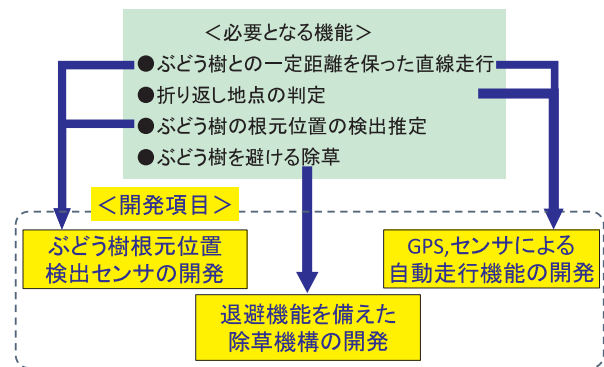 ＜必要となる機能＞
●ぶどう樹との一定距離を保った直線走行
●折り返し地点の判定
●ぶどう樹の根元位置の検出推定
●ぶどう樹を避ける除草
＜開発項目＞
ぶどう樹根元位置
検出センサの開発
GPS,センサによる
自動走行機能の開発
退避機能を備えた
除草機構の開発